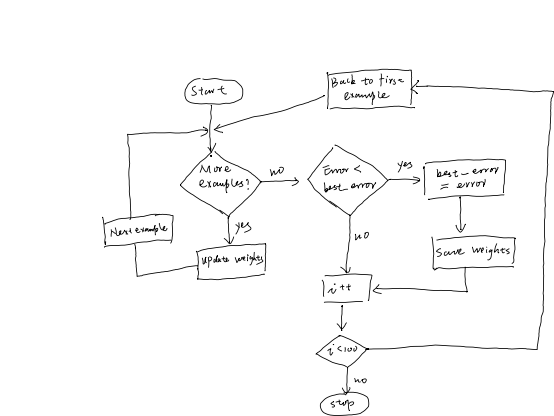 Start
Back to first
example
More
examples?
no
Error <
best_error
yes
best_error
= error
Next example
yes
update weights
no
Save weights
i++
i<100
no
stop